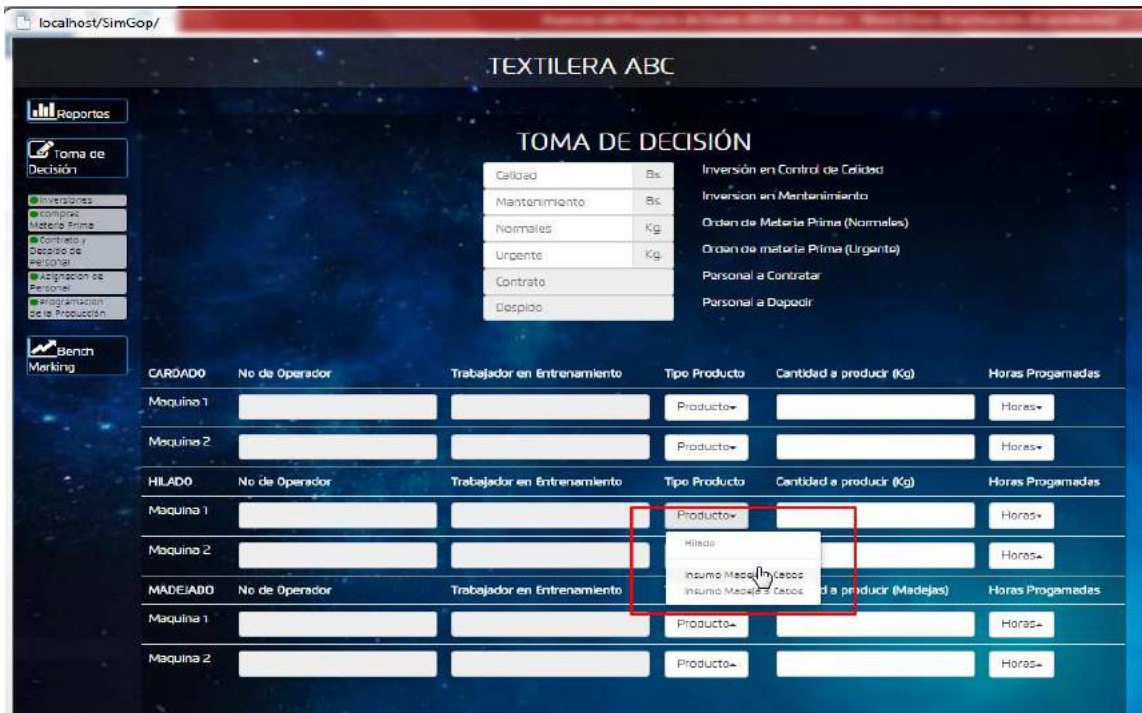 localhost/SimGop/
TEXTILERA ABC
Reportes
Toma de
Decisión
Inversiones
compras
Materia Prima
Contrato y
Despido de
Personal
Asignacion de
Personal
Programacion
de la Producción
Bench
Marking
TOMA DE DECISIÓN
Calidad Bs. Inversión en Control de Calidad
Mantenimiento Bs. Inversion en Mantenimiento
Normales Kg. Orden de Materia Prima (Normales)
Urgente Kg. Orden de materia Prima (Urgente)
Contrato Personal a Contratar
Despido Personal a Depedir
CARDADO No de Operador Trabajador en Entrenamiento Tipo Producto Cantidad a producir (Kg) Horas Progamadas
Maquina 1 Producto Horas
Maquina 2 Producto Horas
HILADO No de Operador Trabajador en Entrenamiento Tipo Producto Cantidad a producir (Kg) Horas Progamadas
Maquina 1 Producto Horas
Hilado
Maquina 2 Horas
Insumo Cabos
Insumo Madeja 3 Cabos
MADEJADO No de Operador Trabajador en Entrenamiento d a producir (Madejas) Horas Progamadas
Maquina 1 Producto Horas
Maquina 2 Producto Horas